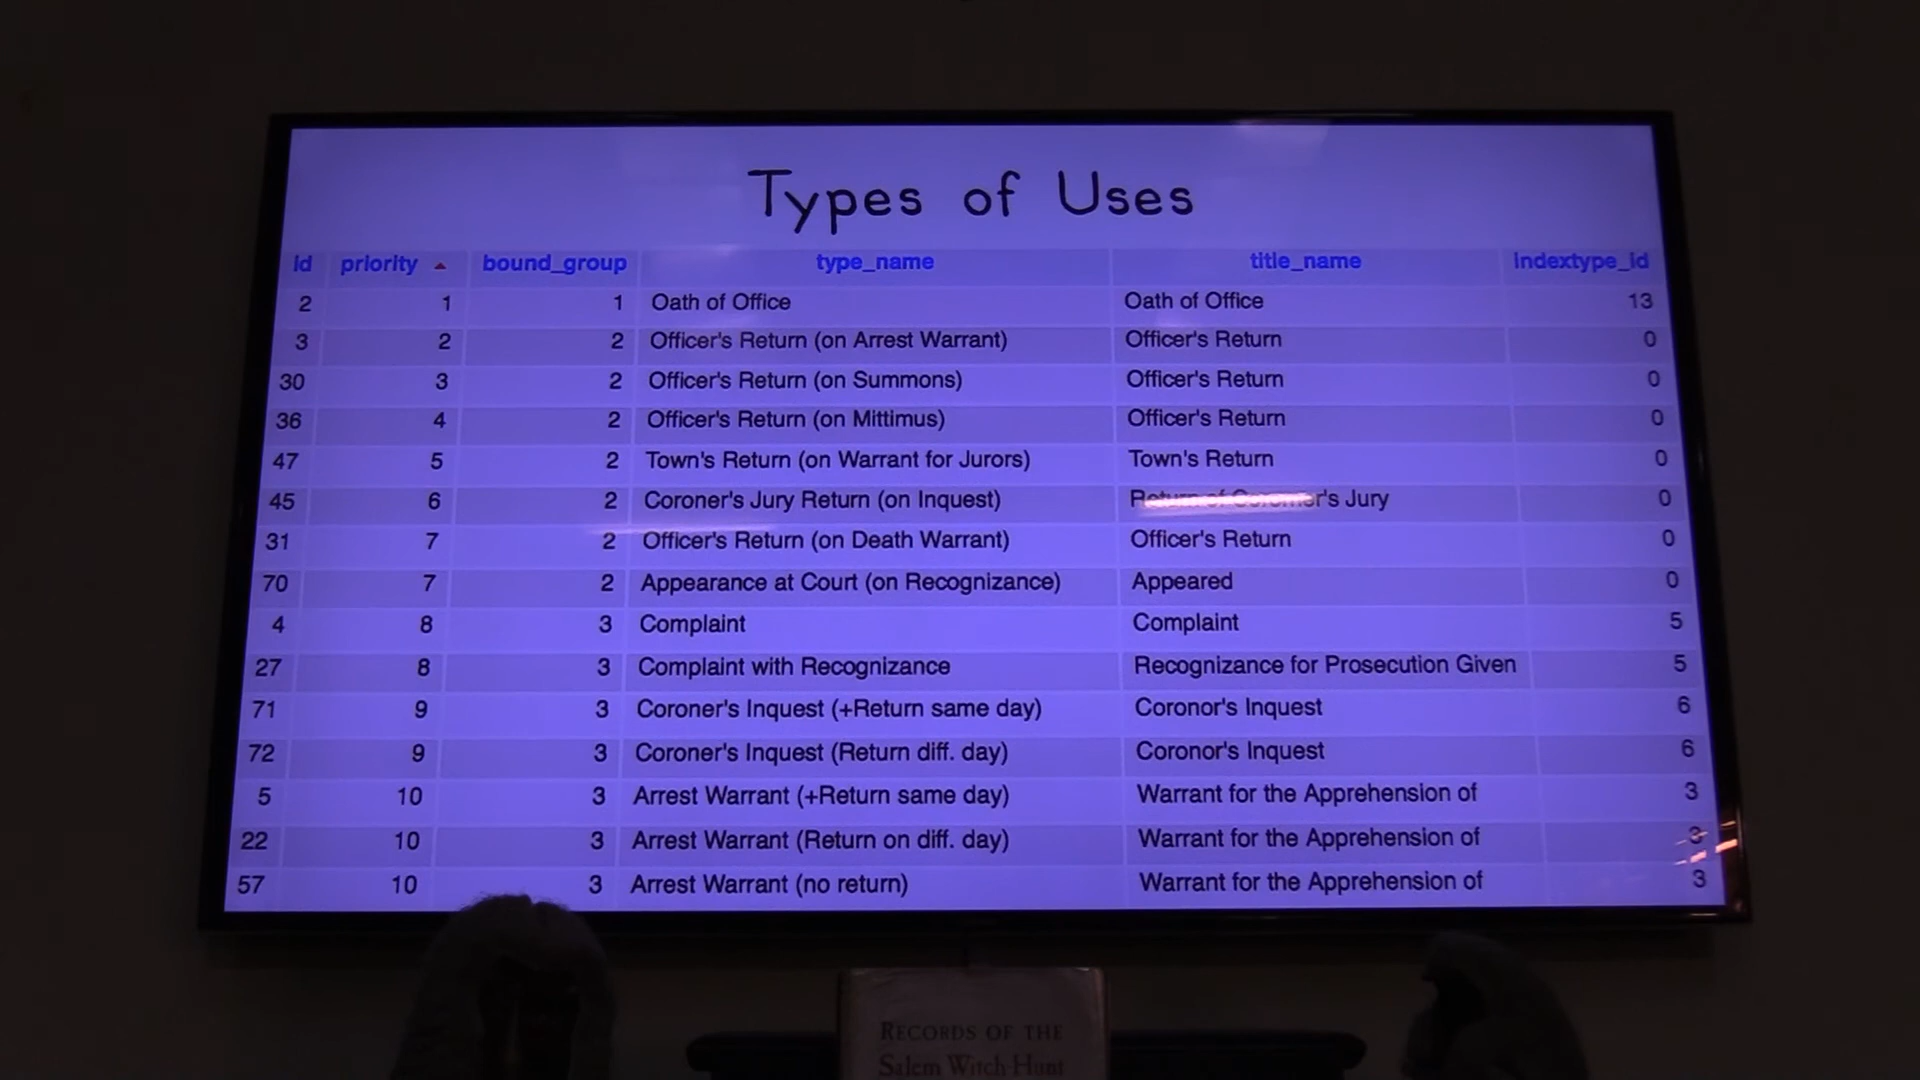 Types of Uses
id priority bound_group type_name title_name indextype_id
2 1 1 Oath of Office Oath of Office 13
3 2 2 Officer's Return (on Arrest Warrant) Officer's Return 0
30 3 2 Officer's Return (on Summons) Officer's Return 0
36 4 2 Officer's Return (on Mittimus) Officer's Return 0
47 5 2 Town's Return (on Warrant for Jurors) Town's Return 0
45 6 2 Coroner's Jury Return (on Inquest) Return of Coroner's Jury 0
31 7 2 Officer's Return (on Death Warrant) Officer's Return 0
70 7 2 Appearance at Court (on Recognizance) Appeared 0
4 8 3 Complaint Complaint 5
27 8 3 Complaint with Recognizance Recognizance for Prosecution Given 5
71 9 3 Coroner's Inquest (+Return same day) Coronor's Inquest 6
72 9 3 Coroner's Inquest (Return diff. day) Coronor's Inquest 6
5 10 3 Arrest Warrant (+Return same day) Warrant for the Apprehension of 3
22 10 3 Arrest Warrant (Return on diff. day) Warrant for the Apprehension of 3
57 10 3 Arrest Warrant (no return) Warrant for the Apprehension of 3
RECORDS OF THE
Salem Witch-Hunt